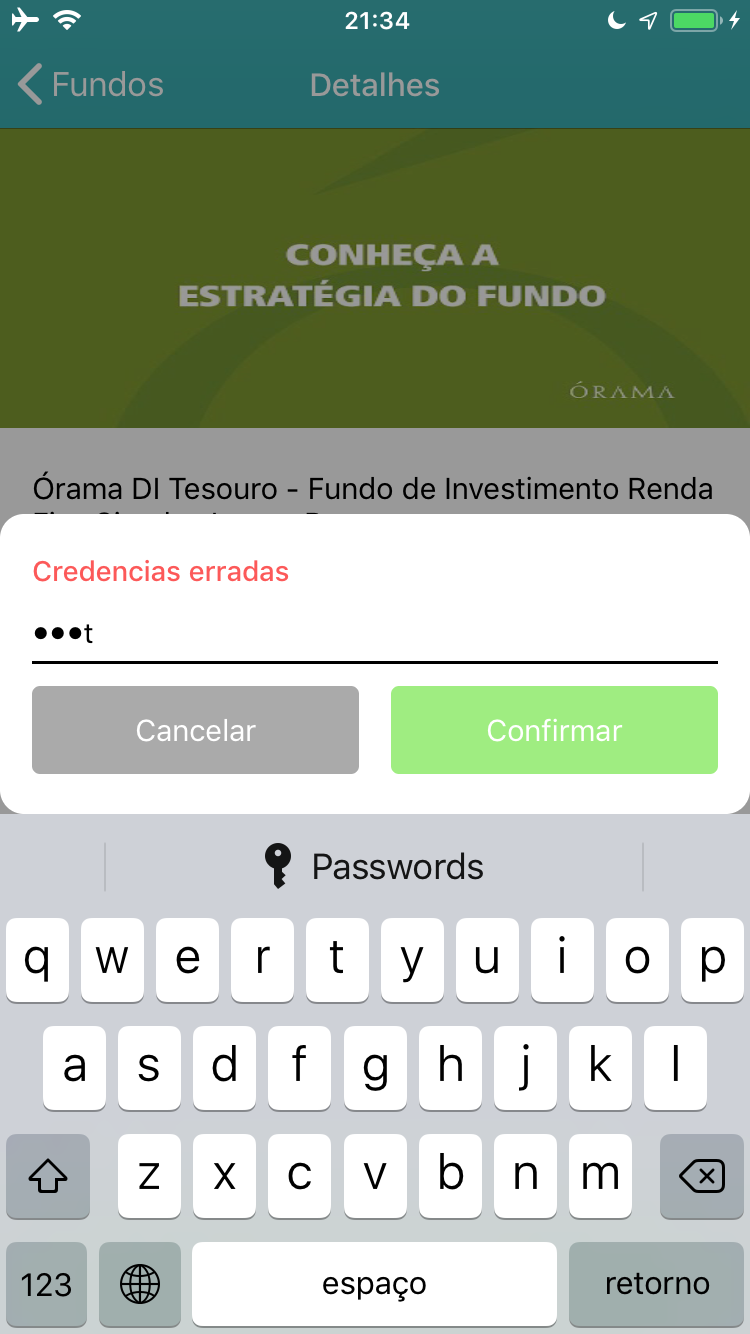 21:34
Fundos
Detalhes
CONHEÇA A
ESTRATÉGIA DO FUNDO
ÓRAMA
Órama DI Tesouro - Fundo de Investimento Renda
Credencias erradas
•••t
Cancelar
Confirmar
Passwords
q w e r t y u i o p
a s d f g h j k l
z x c v b n m
123
espaço
retorno